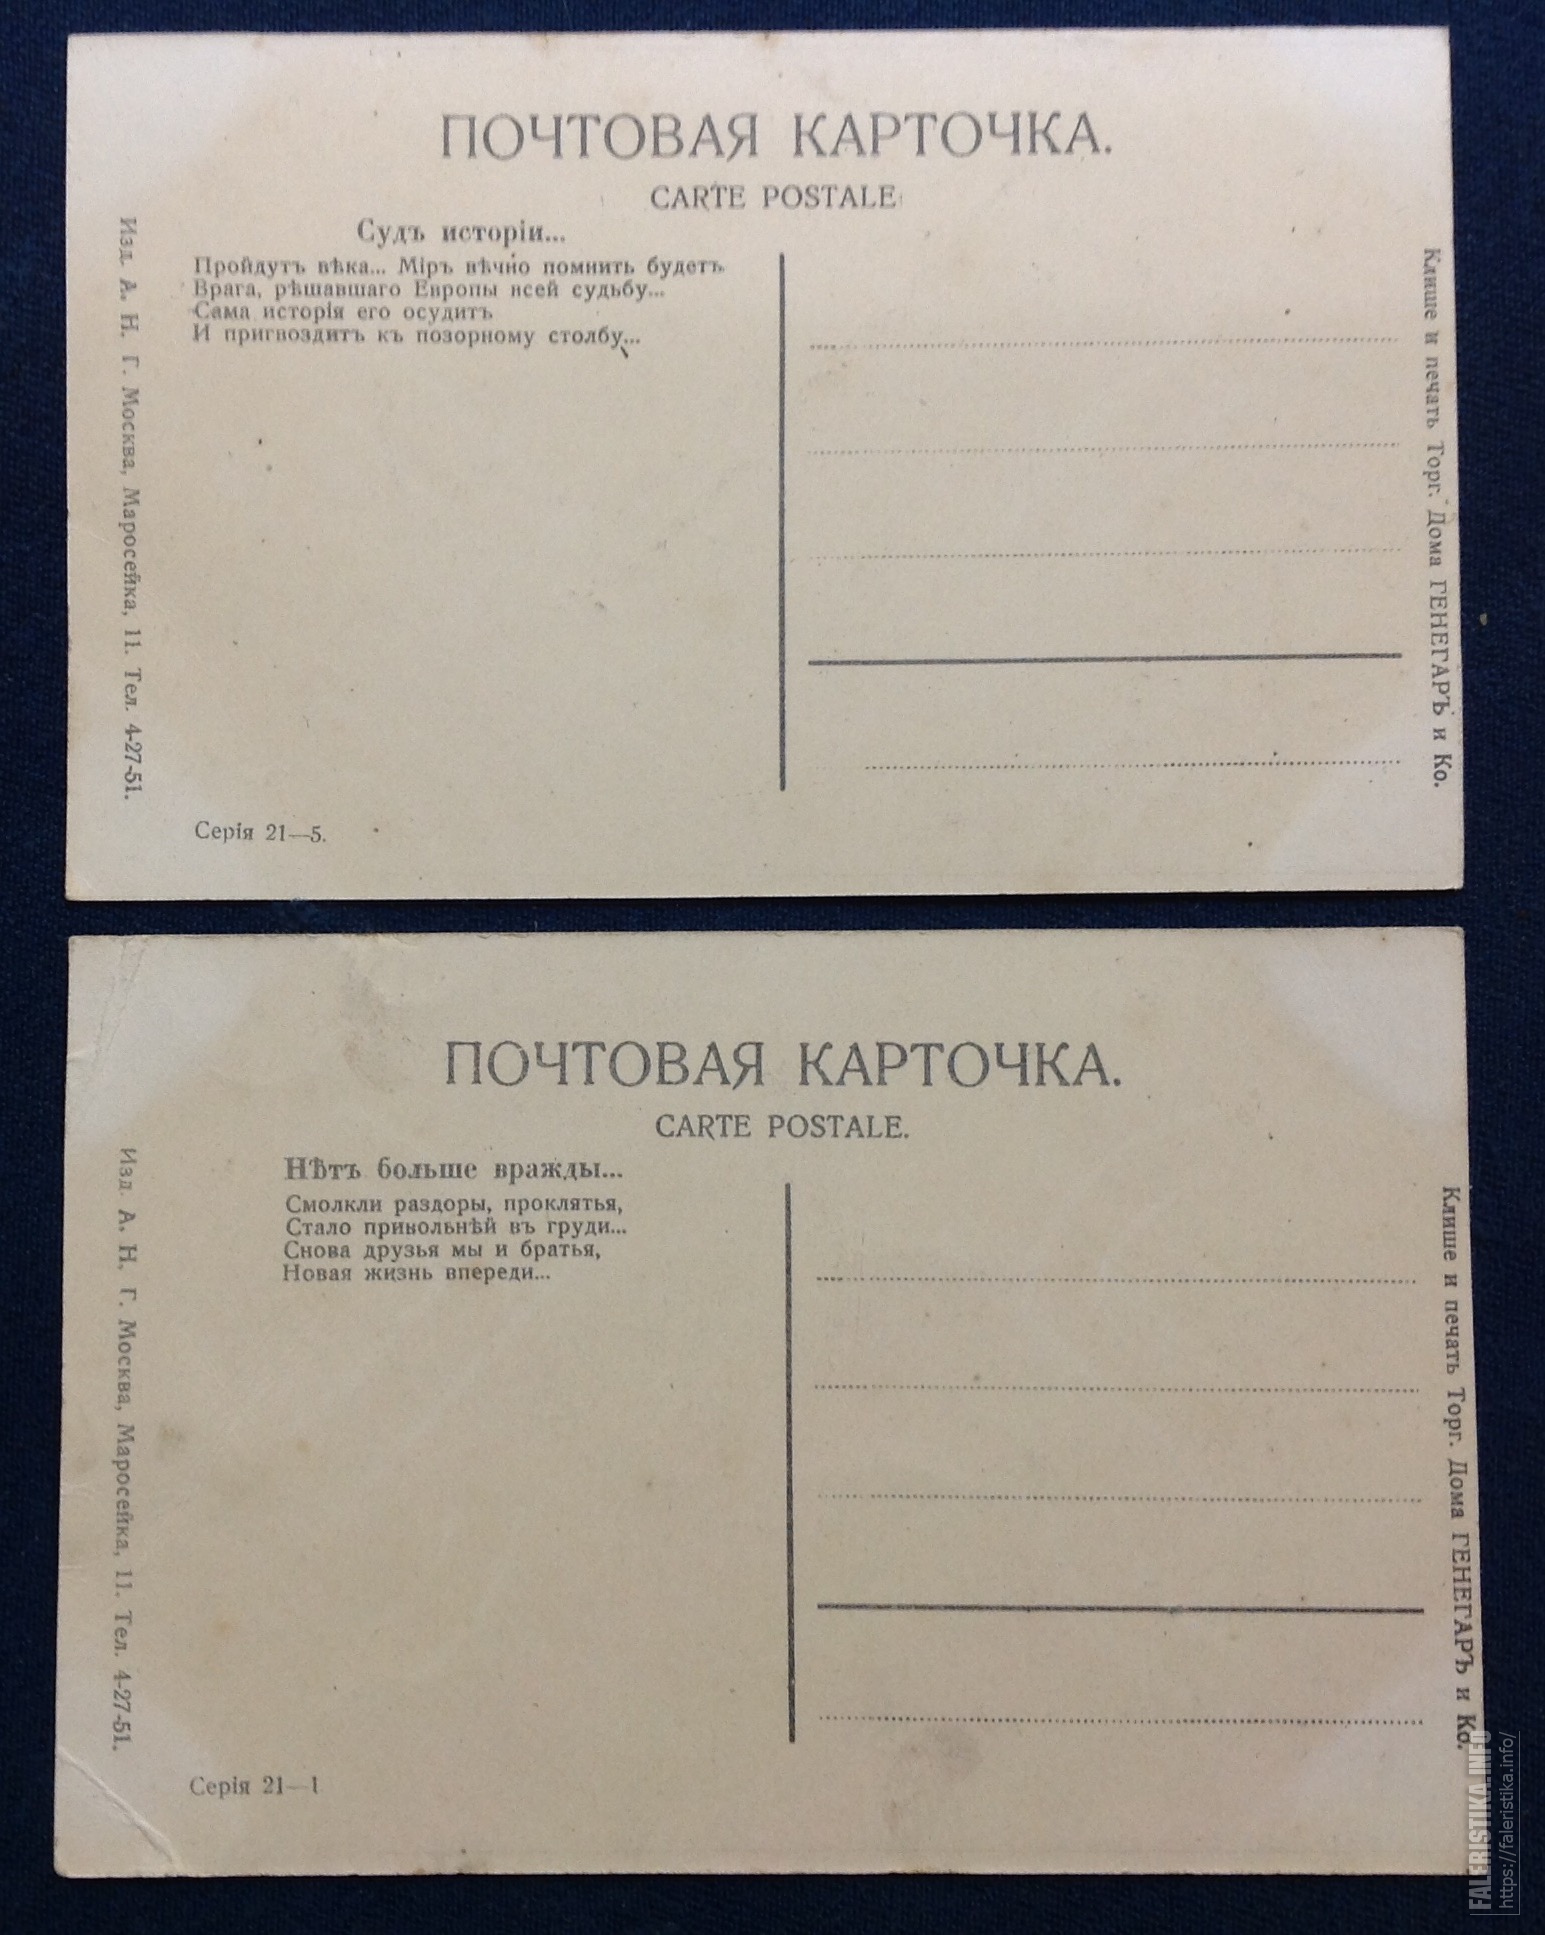 ПОЧТОВАЯ КАРТОЧКА.
CARTE POSTALE
Судъ исторіи...
Пройдутъ вѣка... Міръ вѣчно помнить будетъ
Врага, рѣшавшаго Европы всей судьбу...
Сама исторія его осудитъ
И пригвоздитъ къ позорному столбу...
Изд. А. Н. Г. Москва, Маросейка, 11. Тел. 4-27-51.
Клише и печать Торг. Дома ГЕНЕГАРЪ и Ко.
Серія 21—5.
ПОЧТОВАЯ КАРТОЧКА.
CARTE POSTALE.
Нѣтъ больше вражды...
Смолкли раздоры, проклятья,
Стало привольнѣй въ груди...
Снова друзья мы и братья,
Новая жизнь впереди...
Изд. А. Н. Г. Москва, Маросейка, 11. Тел. 4-27-51.
Клише и печать Торг. Дома ГЕНЕГАРЪ и Ко.
Серія 21—1
FALERISTIKA.INFO
https://faleristika.info/